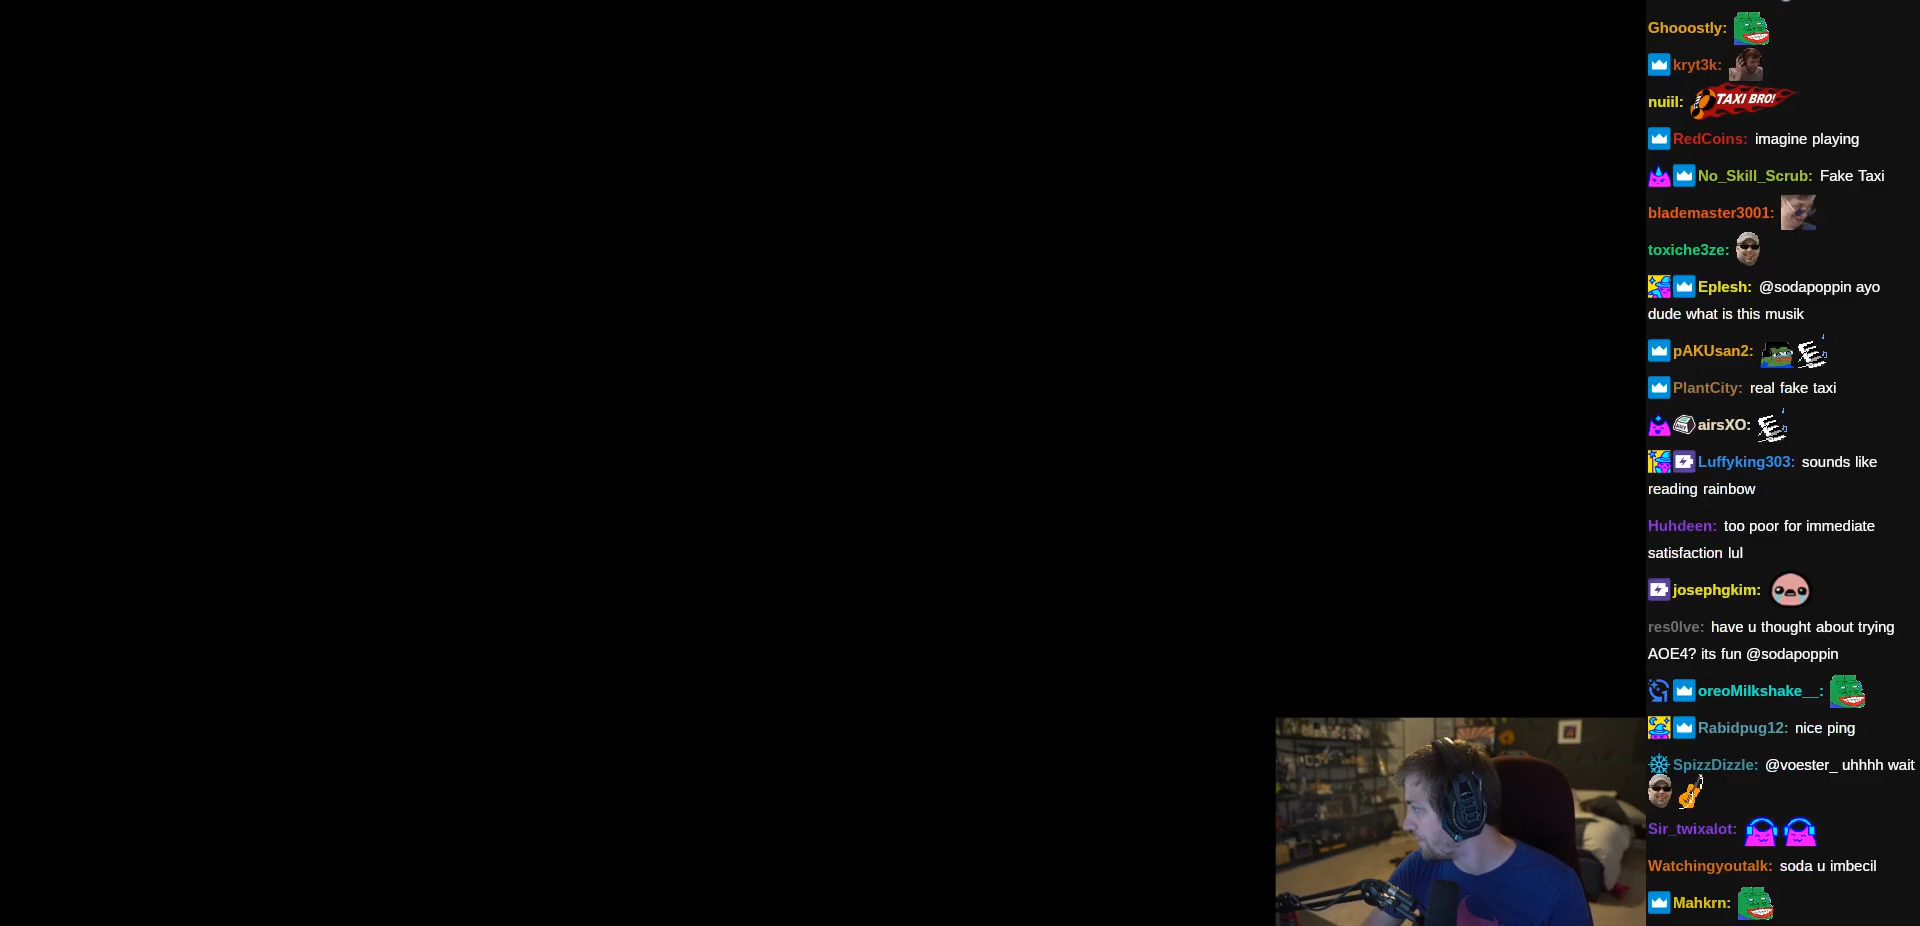 Ghooostly:
kryt3k:
nuiil: TAXI BRO!
RedCoins: imagine playing
No_Skill_Scrub: Fake Taxi
blademaster3001:
toxiche3ze:
Eplesh: @sodapoppin ayo
dude what is this musik
pAKUsan2:
PlantCity: real fake taxi
airsXO:
Luffyking303: sounds like
reading rainbow
Huhdeen: too poor for immediate
satisfaction lul
josephgkim:
res0lve: have u thought about trying
AOE4? its fun @sodapoppin
oreoMilkshake__:
Rabidpug12: nice ping
SpizzDizzle: @voester_ uhhhh wait
Sir_twixalot:
Watchingyoutalk: soda u imbecil
Mahkrn: